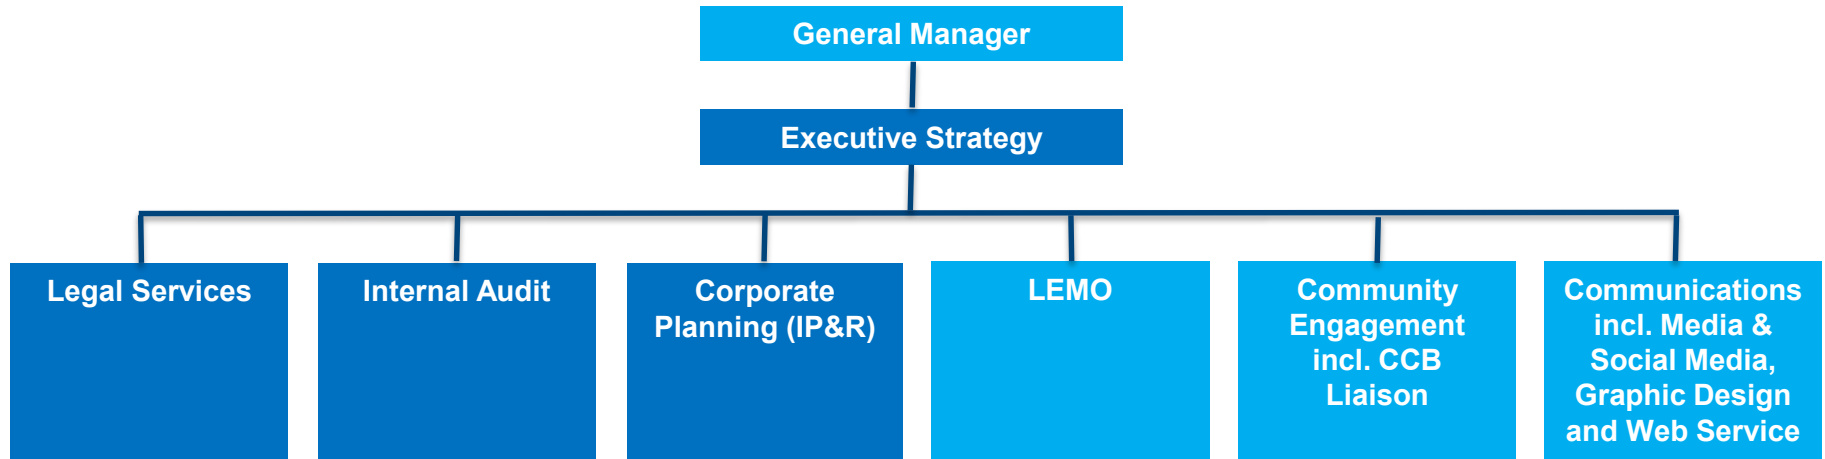 General Manager
Executive Strategy
Legal Services
Internal Audit
Corporate
Planning (IP&R)
LEMO
Community
Engagement
incl. CCB
Liaison
Communications
incl. Media &
Social Media,
Graphic Design
and Web Service